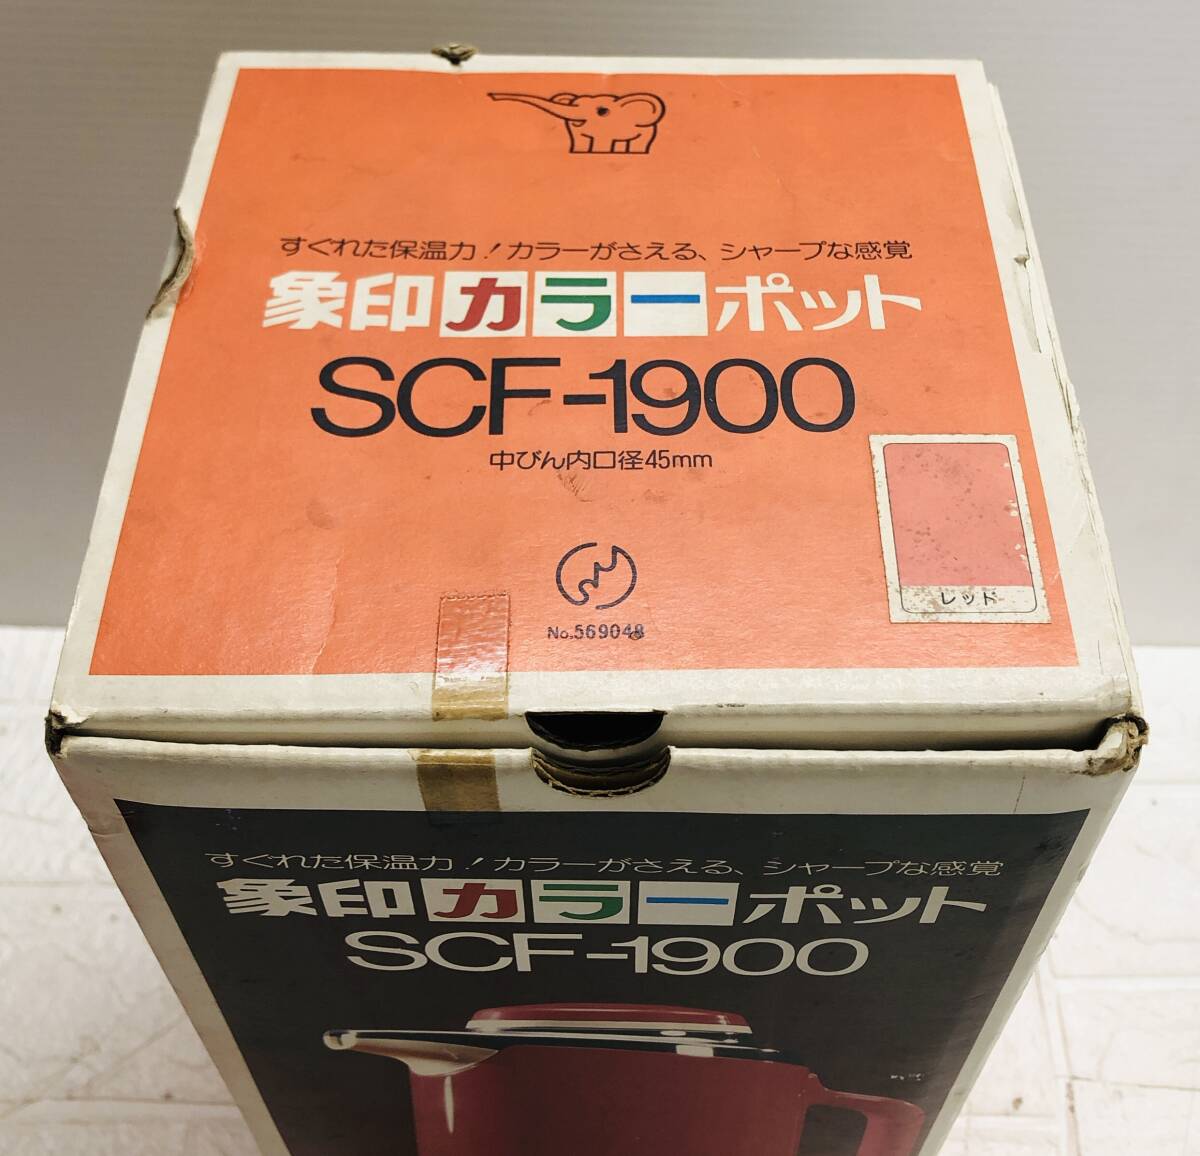 すぐれた保温力!カラーがさえる、シャープな感覚
象印カラーポット
SCF-1900
中びん内口径45mm
レッド
No.569048
すぐれた保温力!カラーがさえる、シャープな感覚
象印カラーポット
SCF-1900